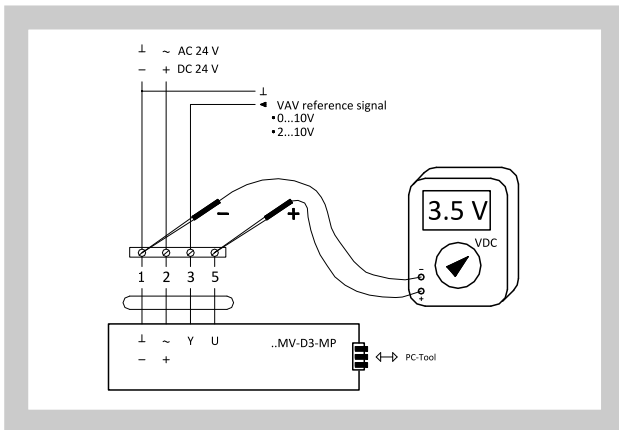 ⊥ ~ AC 24 V
– + DC 24 V
⊥
VAV reference signal
•0...10V
•2...10V
– +
3.5 V
VDC
–
+
1 2 3 5
⊥ ~ Y U ..MV-D3-MP
– +
PC-Tool